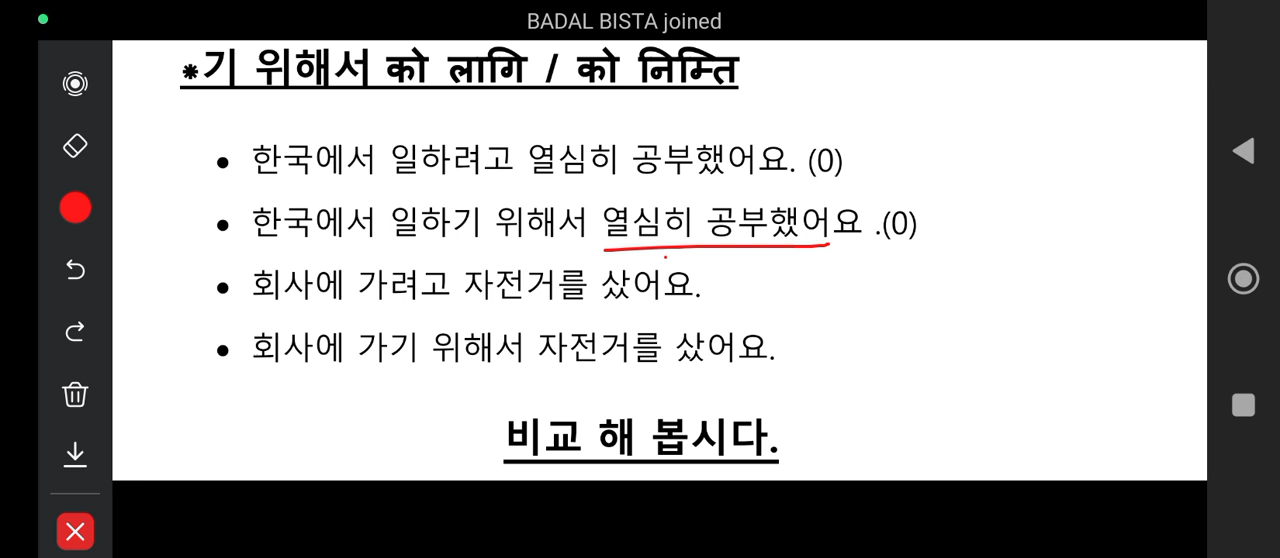 BADAL BISTA joined
*기 위해서 को लागि / को निम्ति
• 한국에서 일하려고 열심히 공부했어요. (0)
• 한국에서 일하기 위해서 열심히 공부했어요 .(0)
• 회사에 가려고 자전거를 샀어요.
• 회사에 가기 위해서 자전거를 샀어요.
비교 해 봅시다.